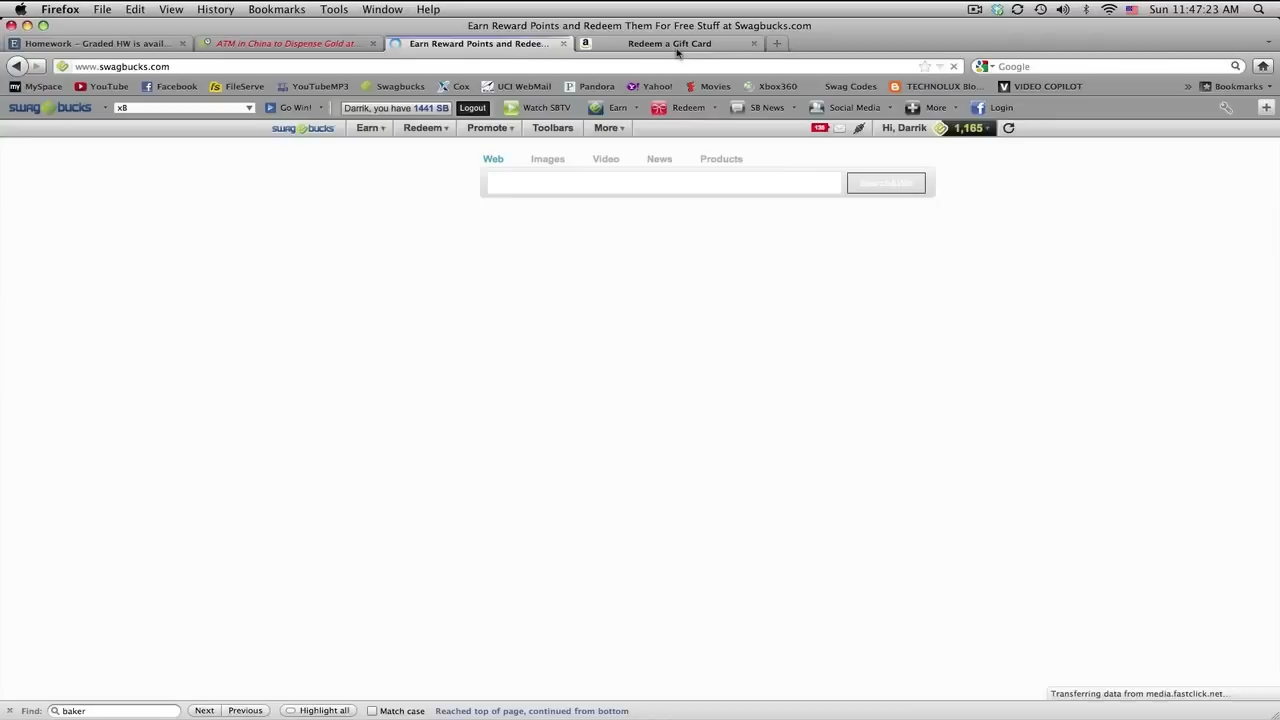 Firefox File Edit View History Bookmarks Tools Window Help Sun 11:47:23 AM
Earn Reward Points and Redeem Them For Free Stuff at Swagbucks.com
Homework – Graded HW is avail... ATM in China to Dispense Gold at... Earn Reward Points and Redee... Redeem a Gift Card
www.swagbucks.com Google
MySpace YouTube Facebook FileServe YouTubeMP3 Swagbucks Cox UCI WebMail Pandora Yahoo! Movies Xbox360 Swag Codes TECHNOLUX Blo... VIDEO COPILOT » Bookmarks
swagbucks x8 Go Win! Darrik, you have 1441 SB Logout Watch SBTV Earn Redeem SB News Social Media More Login
swagbucks Earn Redeem Promote Toolbars More 138 Hi, Darrik 1,165
Web Images Video News Products
Transferring data from media.fastclick.net...
Find: baker Next Previous Highlight all Match case Reached top of page, continued from bottom